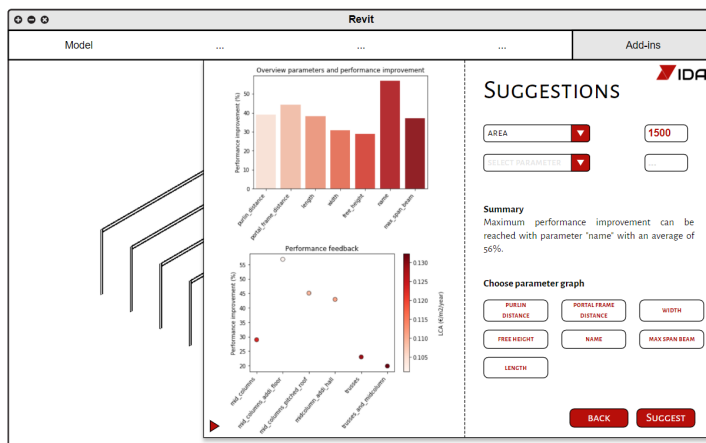 Revit
Model
...
...
...
Add-ins
Overview parameters and performance improvement
Performance improvement (%)
50
40
30
20
10
0
purlin_distance
portal_frame_distance
length
width
free_height
name
max_span_beam
Performance feedback
Performance improvement (%)
55
50
45
40
35
30
25
20
mid_columns
mid_columns_addi_floor
mid_columns_pitched_roof
midcolumn_addi_hall
trusses
trusses_and_midcolumn
0.130
0.125
0.120
0.115
0.110
0.105
LCA (€/m2/year)
IDA
Suggestions
AREA
1500
SELECT PARAMETER
...
Summary
Maximum performance improvement can be
reached with parameter "name" with an average of
56%.
Choose parameter graph
PURLIN
DISTANCE
PORTAL FRAME
DISTANCE
WIDTH
FREE HEIGHT
NAME
MAX SPAN BEAM
LENGTH
BACK
Suggest